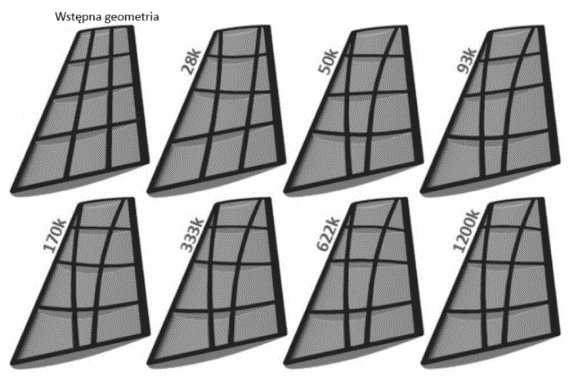 Wstępna geometria
28k
50k
93k
170k
333k
622k
1200k